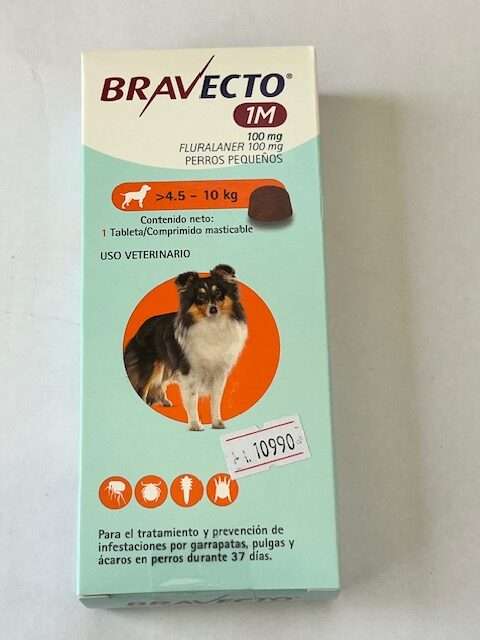 BRAVECTO®
1M
100 mg
FLURALANER 100 mg
PERROS PEQUEÑOS
>4.5 - 10 kg
Contenido neto:
1 Tableta/Comprimido masticable
USO VETERINARIO
10990
Para el tratamiento y prevención de
infestaciones por garrapatas, pulgas y
ácaros en perros durante 37 días.
BRAVECTO